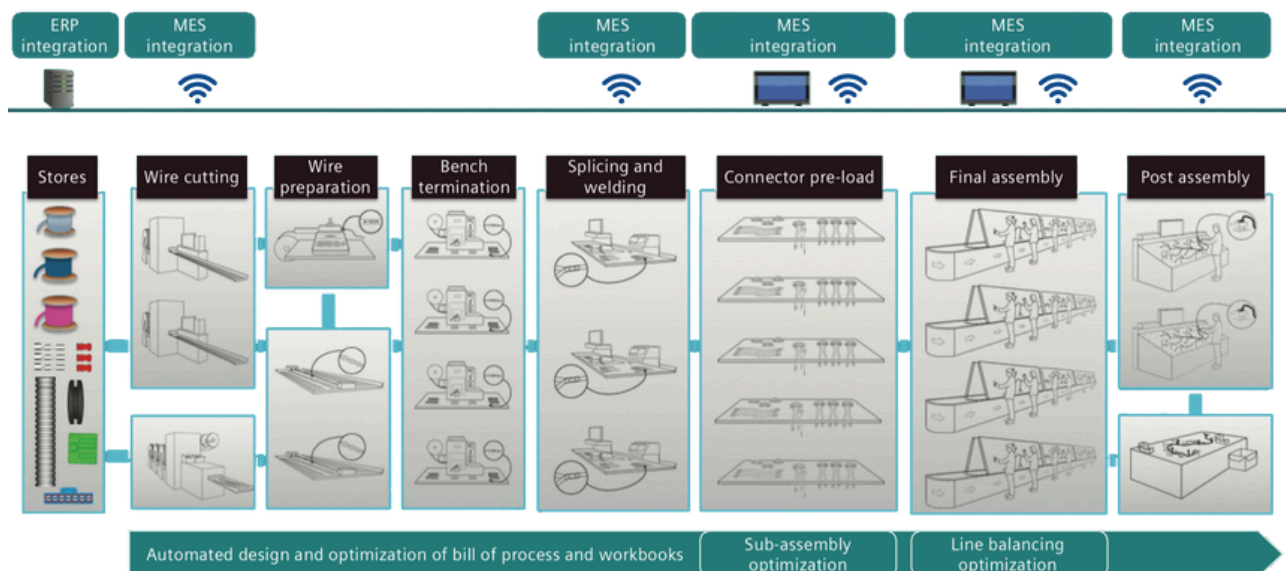 ERP
integration
MES
integration
MES
integration
MES
integration
MES
integration
MES
integration
Stores
Wire cutting
Wire
preparation
Bench
termination
Splicing and
welding
Connector pre-load
Final assembly
Post assembly
Automated design and optimization of bill of process and workbooks
Sub-assembly
optimization
Line balancing
optimization